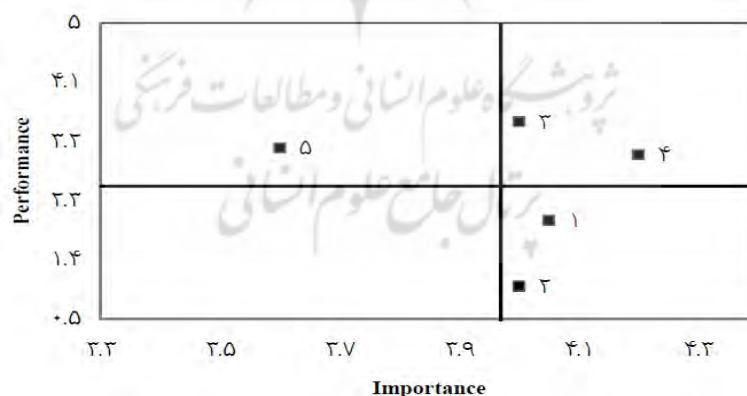 ۵
۴.۱
پژوهشگاه علوم انسانی و مطالعات فرهنگی
۳
۳.۲
۵
۴
Performance
پرتال جامع علوم انسانی
۲.۳
۱
۱.۴
۲
۰.۵
۳.۳ ۳.۵ ۳.۷ ۳.۹ ۴.۱ ۴.۳
Importance